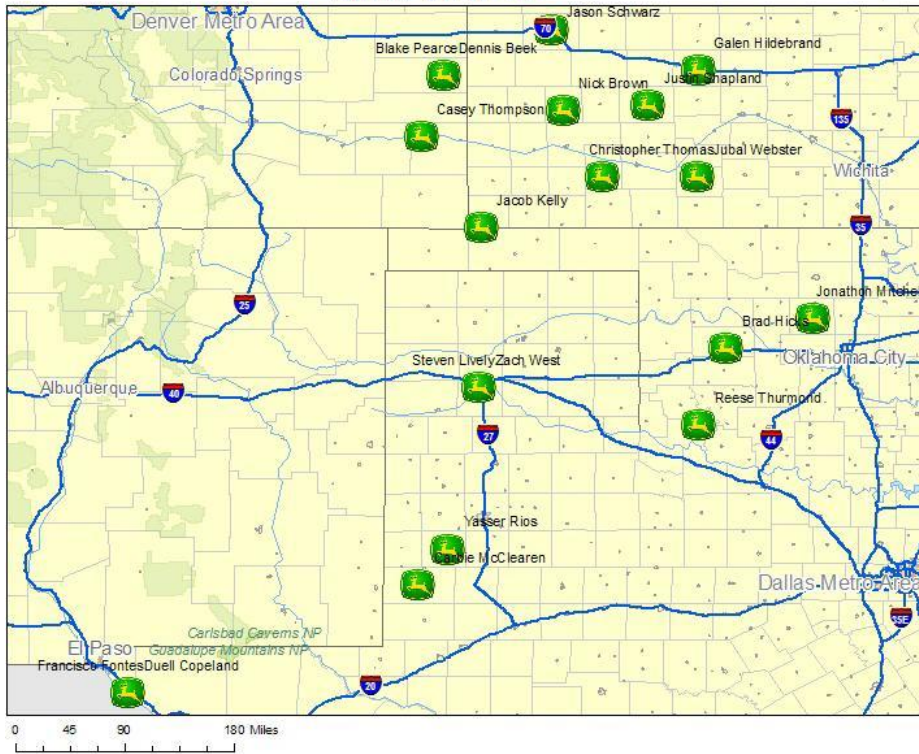 Jason Schwarz
Denver Metro Area
70
Blake Pearce Dennis Beek
Galen Hildebrand
Colorado Springs
Nick Brown
Justin Shapland
Casey Thompson
135
Christopher Thomas Jubal Webster
Wichita
Jacob Kelly
35
25
Jonathon Mitche
Brad Hicks
Steven Lively Zach West
Oklahoma City
Albuquerque
40
Reese Thurmond
27
44
Yasser Rios
McClearen
Dallas Metro Area
35E
Carlsbad Caverns NP
El Paso
Guadalupe Mountains NP
Francisco Fontes Duell Copeland
20
0 45 90 180 Miles